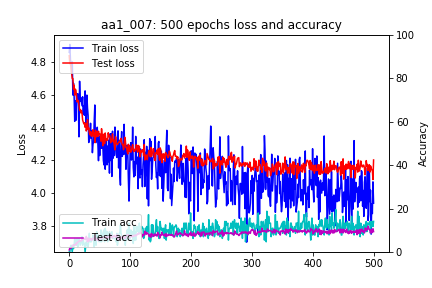 aa1_007: 500 epochs loss and accuracy
Train loss
Test loss
Train acc
Test acc
Loss
4.8
4.6
4.4
4.2
4.0
3.8
Accuracy
100
80
60
40
20
0
0
100
200
300
400
500